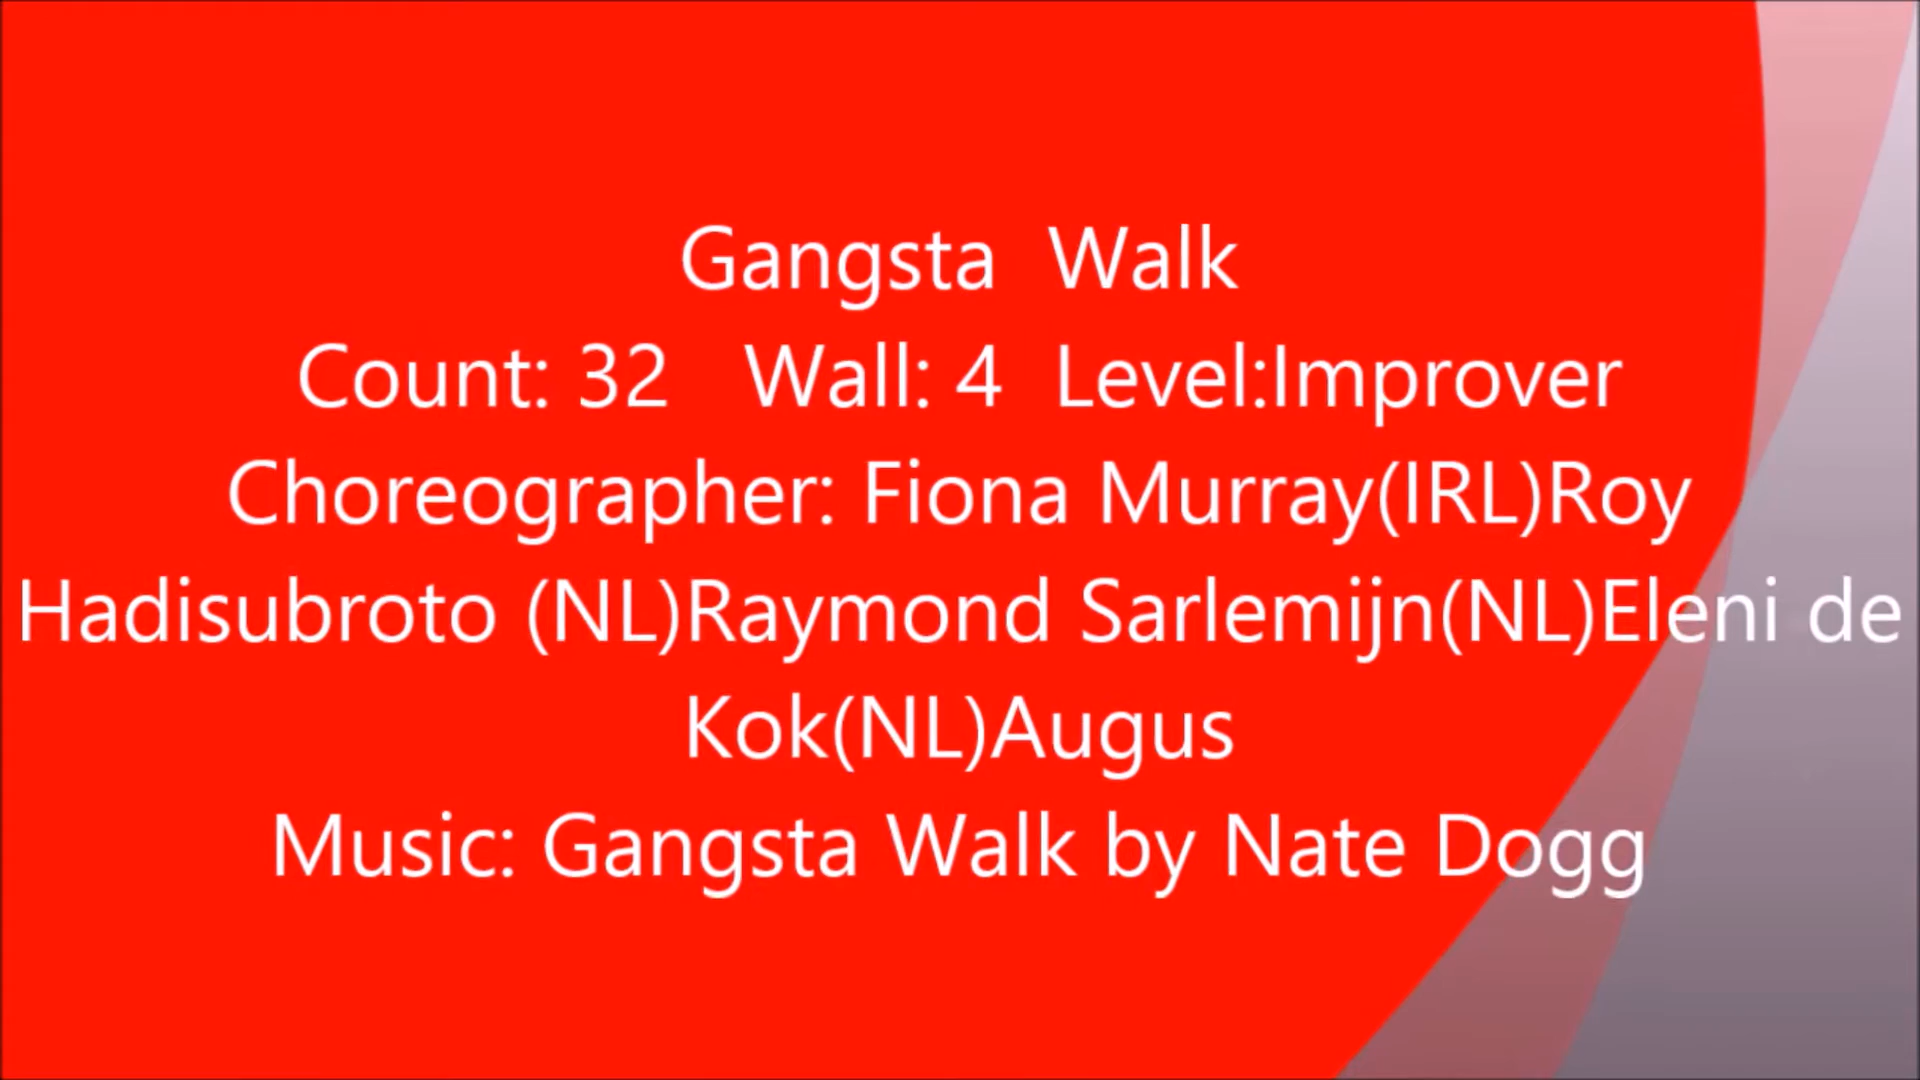 Gangsta  Walk
Count: 32   Wall: 4  Level:Improver
Choreographer: Fiona Murray(IRL)Roy
Hadisubroto (NL)Raymond Sarlemijn(NL)Eleni de
Kok(NL)Augus
Music: Gangsta Walk by Nate Dogg